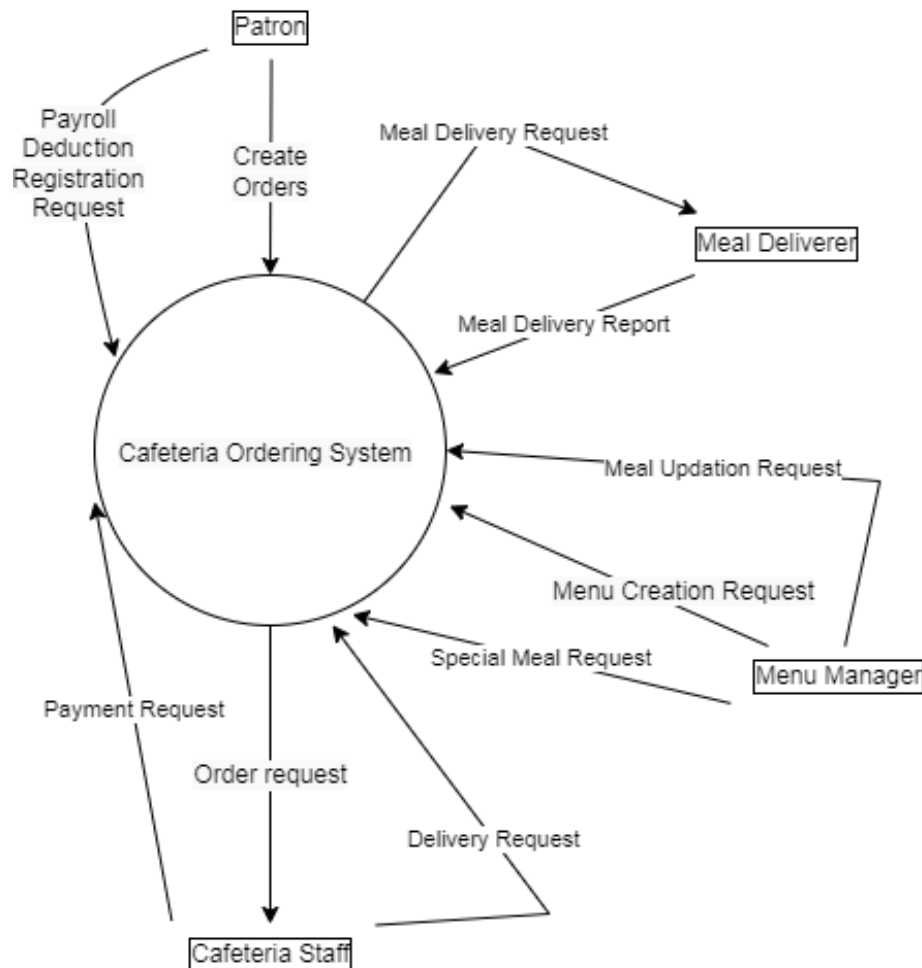 Patron
Payroll
Deduction
Registration
Request
Create
Orders
Meal Delivery Request
Meal Deliverer
Meal Delivery Report
Cafeteria Ordering System
Meal Updation Request
Menu Creation Request
Special Meal Request
Menu Manager
Payment Request
Order request
Delivery Request
Cafeteria Staff